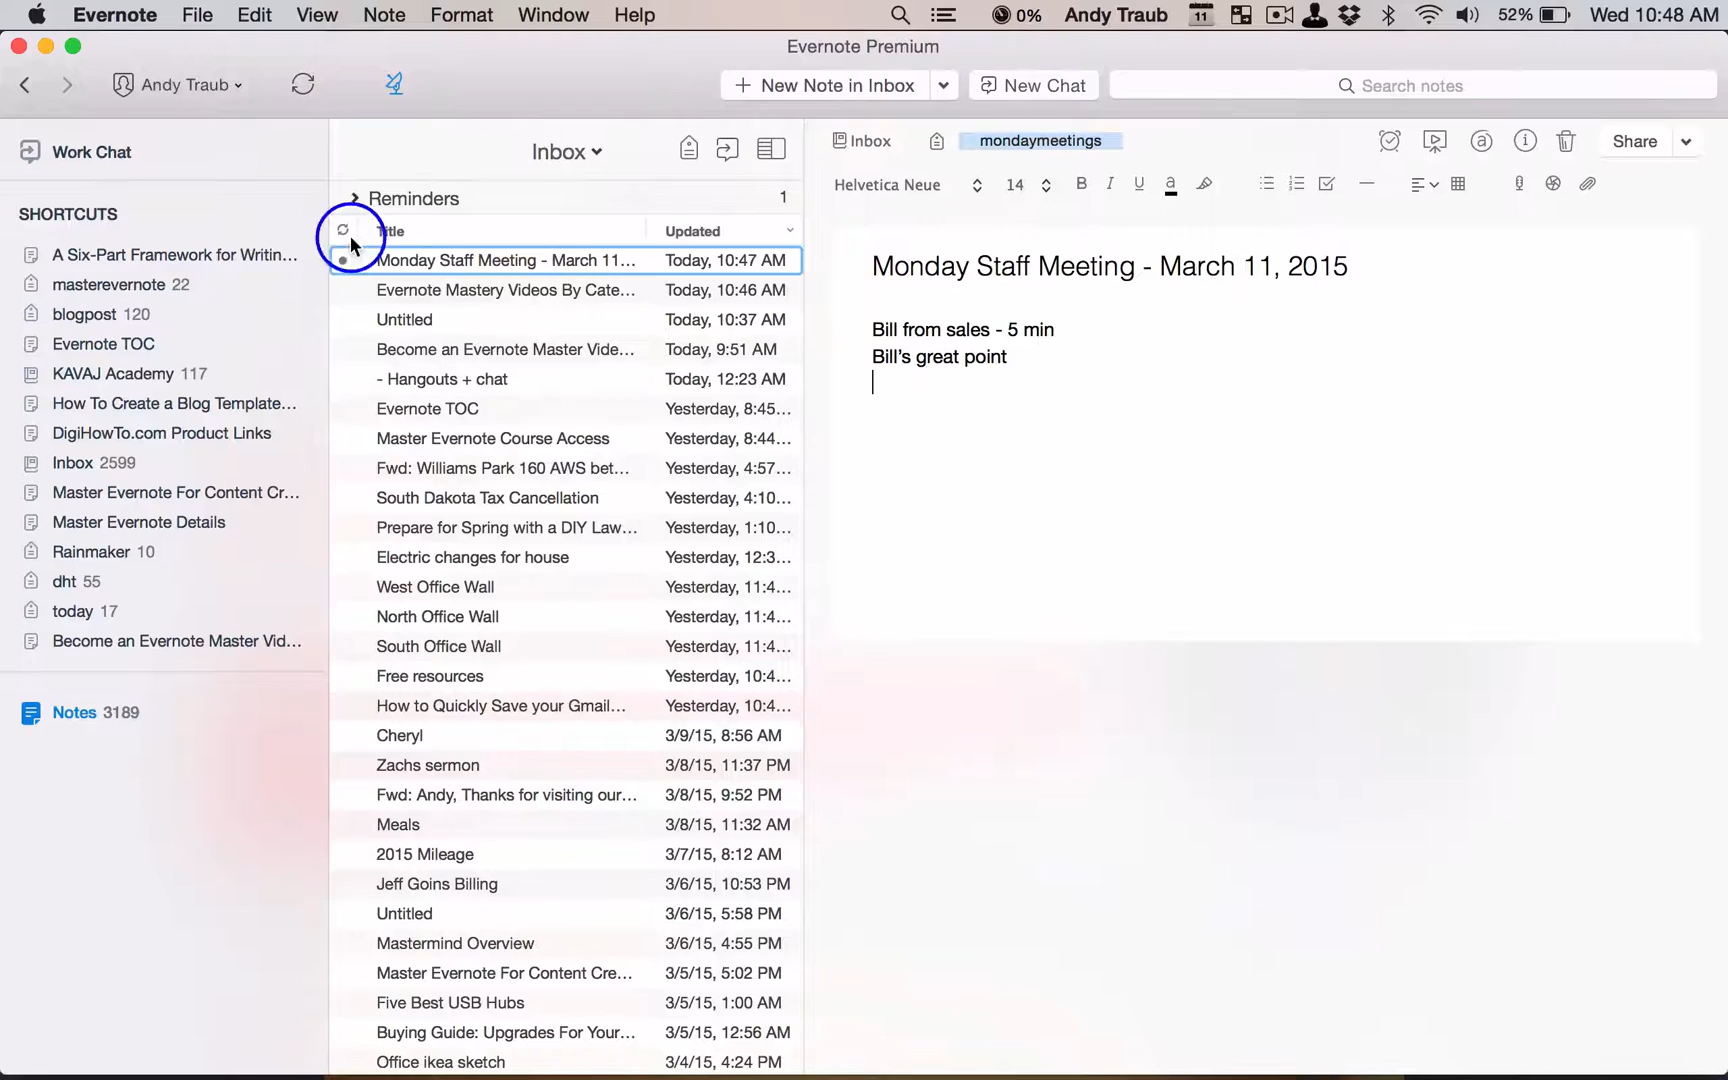 Evernote File Edit View Note Format Window Help 0% Andy Traub 11 52% Wed 10:48 AM
Evernote Premium
Andy Traub
New Note in Inbox
New Chat
Search notes
Work Chat
SHORTCUTS
A Six-Part Framework for Writin...
masterevernote 22
blogpost 120
Evernote TOC
KAVAJ Academy 117
How To Create a Blog Template...
DigiHowTo.com Product Links
Inbox 2599
Master Evernote For Content Cr...
Master Evernote Details
Rainmaker 10
dht 55
today 17
Become an Evernote Master Vid...
Notes 3189
Inbox
Reminders 1
Title Updated
Monday Staff Meeting - March 11... Today, 10:47 AM
Evernote Mastery Videos By Cate... Today, 10:46 AM
Untitled Today, 10:37 AM
Become an Evernote Master Vide... Today, 9:51 AM
- Hangouts + chat Today, 12:23 AM
Evernote TOC Yesterday, 8:45...
Master Evernote Course Access Yesterday, 8:44...
Fwd: Williams Park 160 AWS bet... Yesterday, 4:57...
South Dakota Tax Cancellation Yesterday, 4:10...
Prepare for Spring with a DIY Law... Yesterday, 1:10...
Electric changes for house Yesterday, 12:3...
West Office Wall Yesterday, 11:4...
North Office Wall Yesterday, 11:4...
South Office Wall Yesterday, 11:4...
Free resources Yesterday, 10:4...
How to Quickly Save your Gmail... Yesterday, 10:4...
Cheryl 3/9/15, 8:56 AM
Zachs sermon 3/8/15, 11:37 PM
Fwd: Andy, Thanks for visiting our... 3/8/15, 9:52 PM
Meals 3/8/15, 11:32 AM
2015 Mileage 3/7/15, 8:12 AM
Jeff Goins Billing 3/6/15, 10:53 PM
Untitled 3/6/15, 5:58 PM
Mastermind Overview 3/6/15, 4:55 PM
Master Evernote For Content Cre... 3/5/15, 5:02 PM
Five Best USB Hubs 3/5/15, 1:00 AM
Buying Guide: Upgrades For Your... 3/5/15, 12:56 AM
Office ikea sketch 3/4/15, 4:24 PM
Inbox mondaymeetings
Share
Helvetica Neue 14 B I U a
Monday Staff Meeting - March 11, 2015
Bill from sales - 5 min
Bill's great point